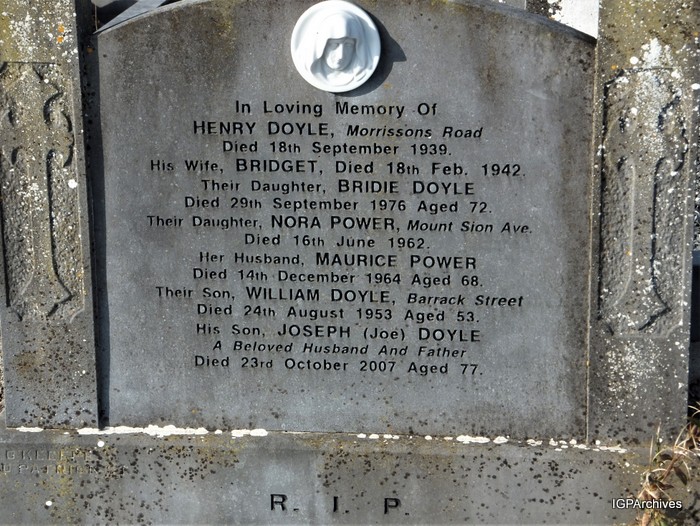 In Loving Memory Of
HENRY DOYLE, Morrissons Road
Died 18th September 1939.
His Wife, BRIDGET, Died 18th Feb. 1942.
Their Daughter, BRIDIE DOYLE
Died 29th September 1976 Aged 72.
Their Daughter, NORA POWER, Mount Sion Ave.
Died 16th June 1962.
Her Husband, MAURICE POWER
Died 14th December 1964 Aged 68.
Their Son, WILLIAM DOYLE, Barrack Street
Died 24th August 1953 Aged 53.
His Son, JOSEPH (Joe) DOYLE
A Beloved Husband And Father
Died 23rd October 2007 Aged 77.
R. I. P
IGPArchives